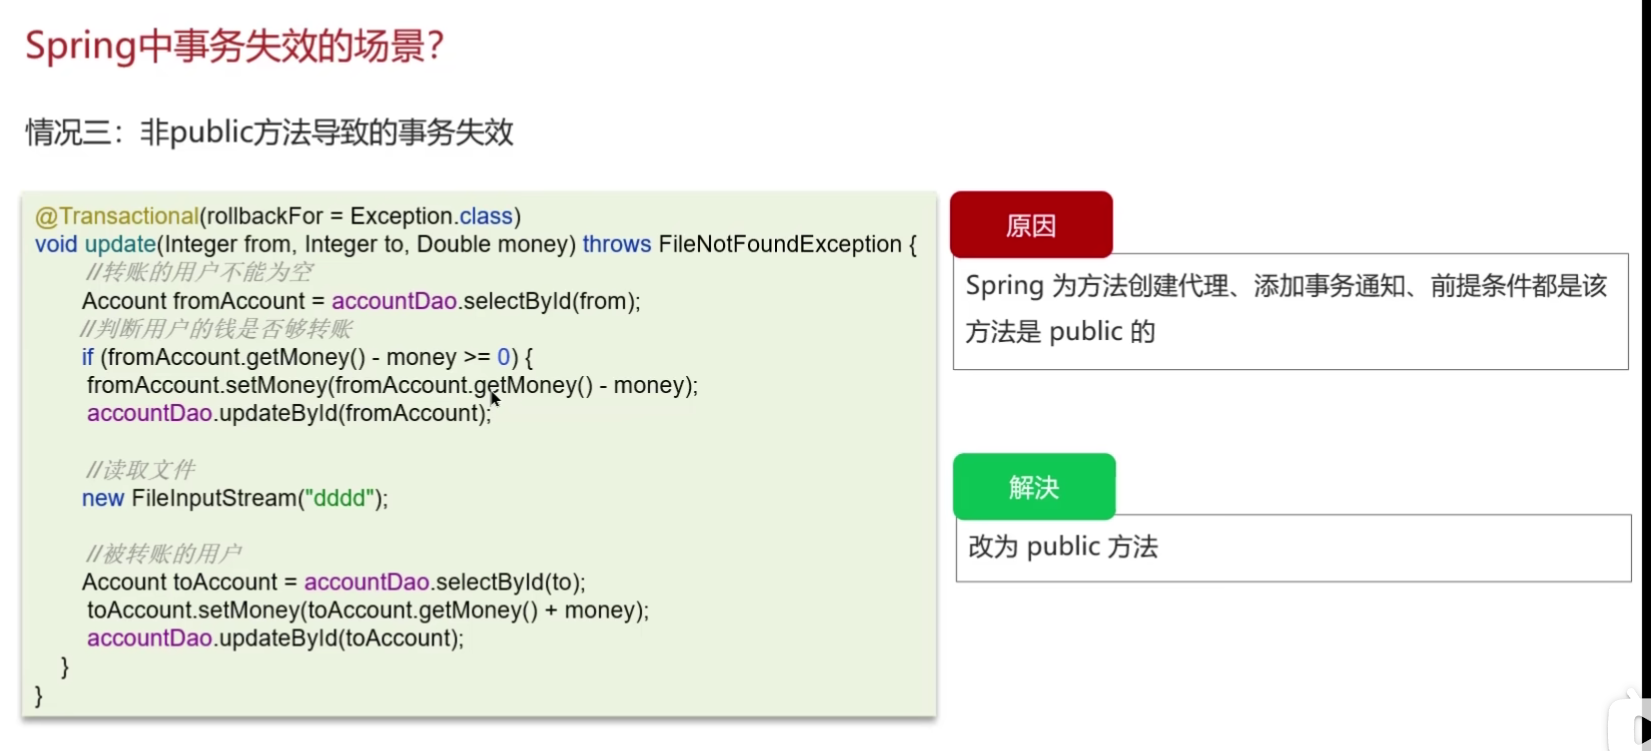 Spring中事务失效的场景?
情况三：非public方法导致的事务失效
@Transactional(rollbackFor = Exception.class)
void update(Integer from, Integer to, Double money) throws FileNotFoundException {
//转账的用户不能为空
Account fromAccount = accountDao.selectById(from);
//判断用户的钱是否够转账
if (fromAccount.getMoney() - money >= 0) {
fromAccount.setMoney(fromAccount.getMoney() - money);
accountDao.updateById(fromAccount);
//读取文件
new FileInputStream("dddd");
//被转账的用户
Account toAccount = accountDao.selectById(to);
toAccount.setMoney(toAccount.getMoney() + money);
accountDao.updateById(toAccount);
}
}
原因
Spring 为方法创建代理、添加事务通知、前提条件都是该
方法是 public 的
解决
改为 public 方法